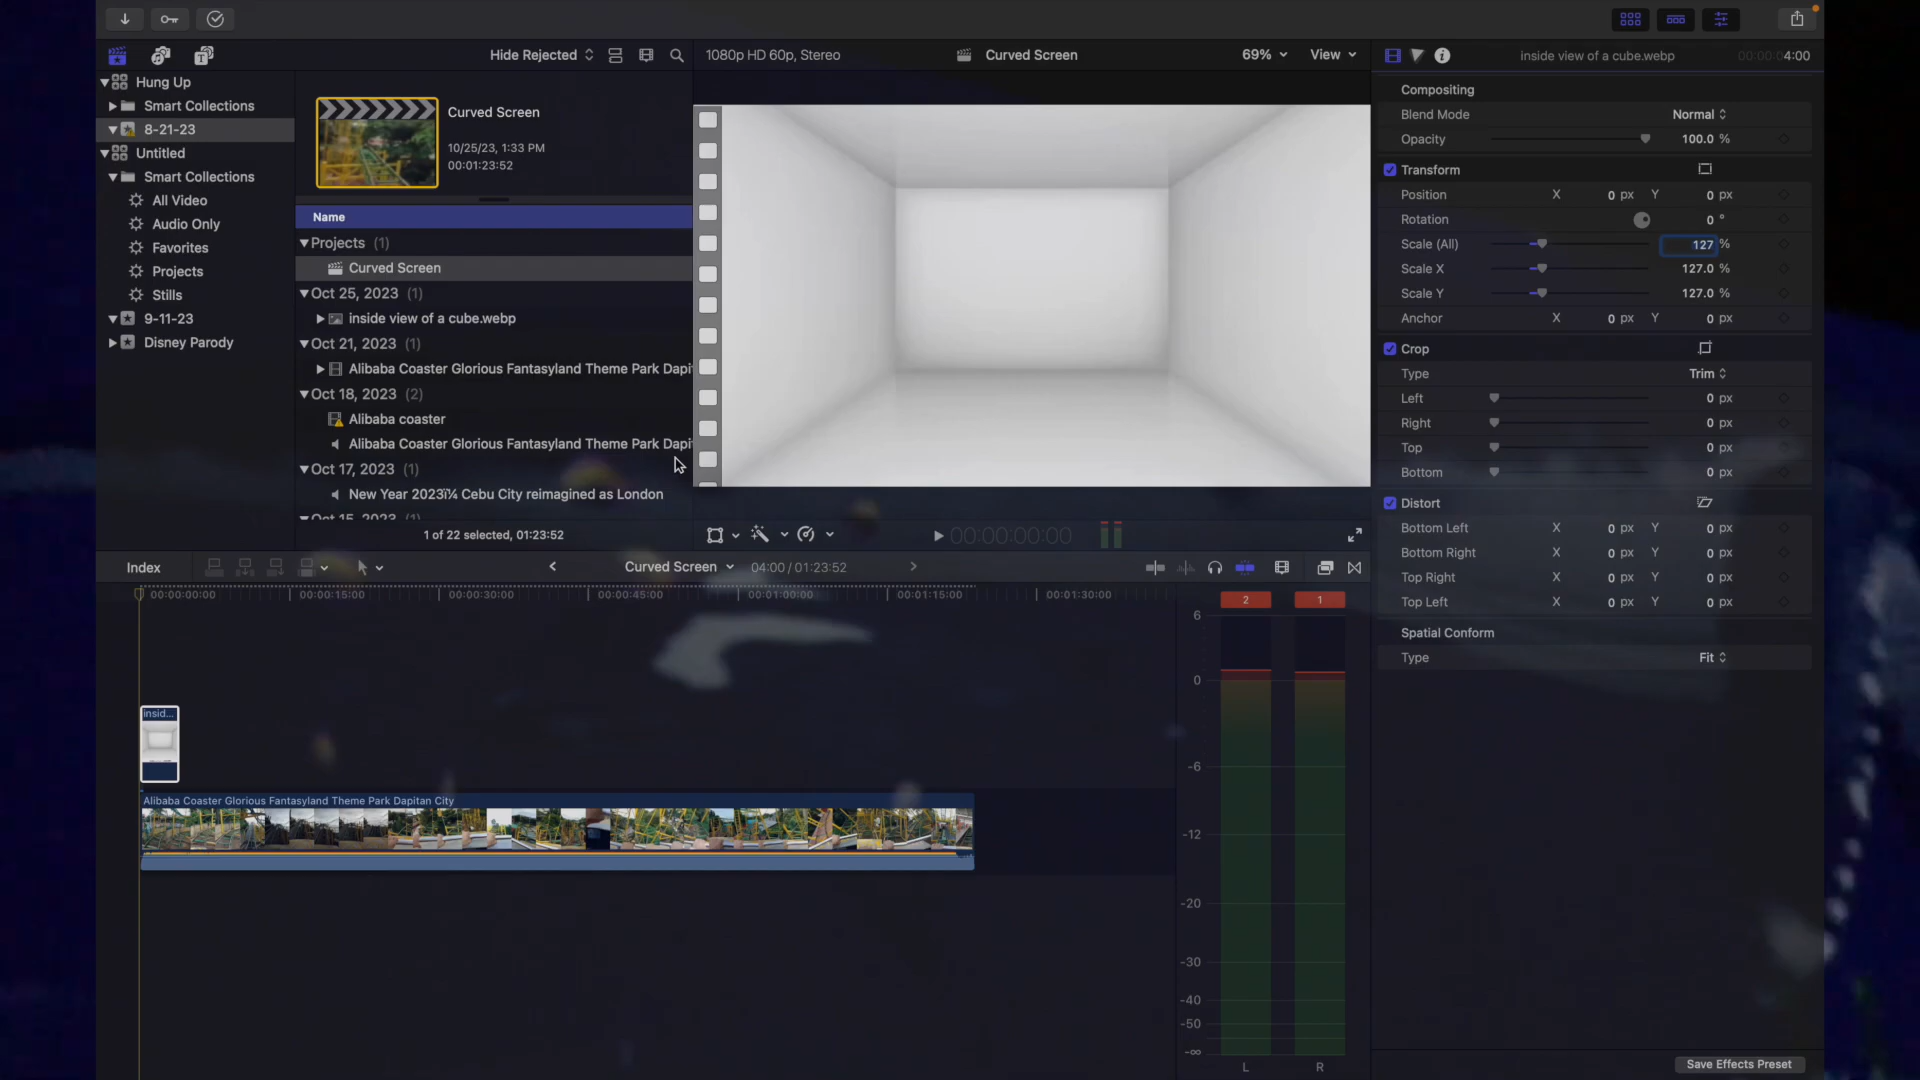 Hide Rejected
1080p HD 60p, Stereo
Curved Screen
69%
View
inside view of a cube.webp
00:00:04:00
Hung Up
Smart Collections
8-21-23
Untitled
Smart Collections
All Video
Audio Only
Favorites
Projects
Stills
9-11-23
Disney Parody
Curved Screen
10/25/23, 1:33 PM
00:01:23:52
Name
Projects (1)
Curved Screen
Oct 25, 2023 (1)
inside view of a cube.webp
Oct 21, 2023 (1)
Alibaba Coaster Glorious Fantasyland Theme Park Dapi
Oct 18, 2023 (2)
Alibaba coaster
Alibaba Coaster Glorious Fantasyland Theme Park Dapi
Oct 17, 2023 (1)
New Year 2023ï¼ Cebu City reimagined as London
Oct 15, 2023 (1)
1 of 22 selected, 01:23:52
00:00:00:00
Compositing
Blend Mode Normal
Opacity 100.0 %
Transform
Position X 0 px Y 0 px
Rotation 0 °
Scale (All) 127 %
Scale X 127.0 %
Scale Y 127.0 %
Anchor X 0 px Y 0 px
Crop
Type Trim
Left 0 px
Right 0 px
Top 0 px
Bottom 0 px
Distort
Bottom Left X 0 px Y 0 px
Bottom Right X 0 px Y 0 px
Top Right X 0 px Y 0 px
Top Left X 0 px Y 0 px
Spatial Conform
Type Fit
Save Effects Preset
Index
Curved Screen
04:00 / 01:23:52
00:00:00:00
00:00:15:00
00:00:30:00
00:00:45:00
00:01:00:00
00:01:15:00
00:01:30:00
insid...
Alibaba Coaster Glorious Fantasyland Theme Park Dapitan City
2
1
6
0
-6
-12
-20
-30
-40
-50
-∞
L
R